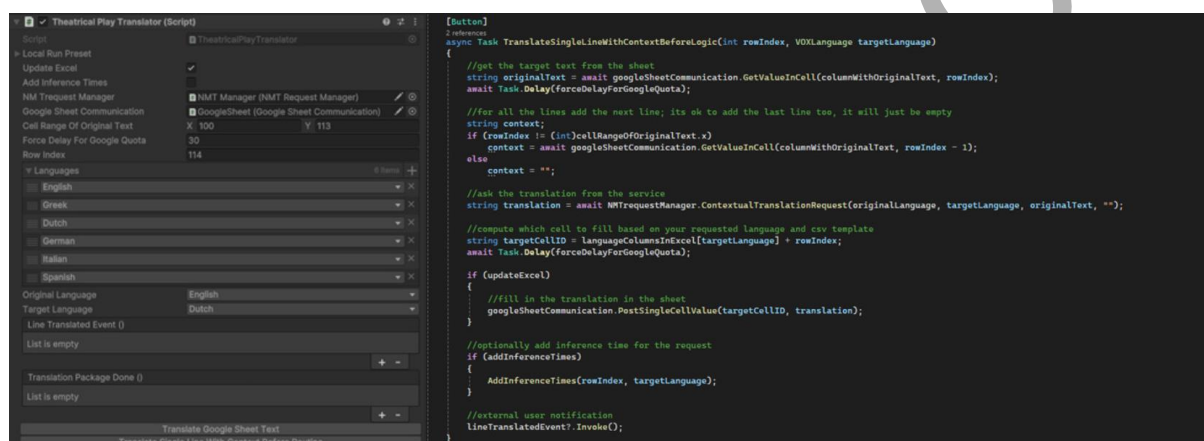 Theatrical Play Translator (Script)
Script
TheatricalPlayTranslator
Local Run Preset
Update Excel
Add Inference Times
NM Trequest Manager
NMT Manager (NMT Request Manager)
Google Sheet Communication
GoogleSheet (Google Sheet Communication)
Cell Range Of Original Text
X 100
Y 113
Force Delay For Google Quota
30
Row Index
114
Languages
6 items
English
Greek
Dutch
German
Italian
Spanish
Original Language
English
Target Language
Dutch
Line Translated Event ()
List is empty
+ -
Translation Package Done ()
List is empty
+ -
Translate Google Sheet Text
Translate Single Line With Context Before Routine
[Button]
2 references
async Task TranslateSingleLineWithContextBeforeLogic(int rowIndex, VOXLanguage targetLanguage)
{
//get the target text from the sheet
string originalText = await googleSheetCommunication.GetValueInCell(columnWithOriginalText, rowIndex);
await Task.Delay(forceDelayForGoogleQuota);
//for all the lines add the next line; its ok to add the last line too, it will just be empty
string context;
if (rowIndex != (int)cellRangeOfOriginalText.x)
context = await googleSheetCommunication.GetValueInCell(columnWithOriginalText, rowIndex - 1);
else
context = "";
//ask the translation from the service
string translation = await NMTrequestManager.ContextualTranslationRequest(originalLanguage, targetLanguage, originalText, "");
//compute which cell to fill based on your requested language and csv template
string targetCellID = languageColumnsInExcel[targetLanguage] + rowIndex;
await Task.Delay(forceDelayForGoogleQuota);
if (updateExcel)
{
//fill in the translation in the sheet
googleSheetCommunication.PostSingleCellValue(targetCellID, translation);
}
//optionally add inference time for the request
if (addInferenceTimes)
{
AddInferenceTimes(rowIndex, targetLanguage);
}
//external user notification
lineTranslatedEvent?.Invoke();
}